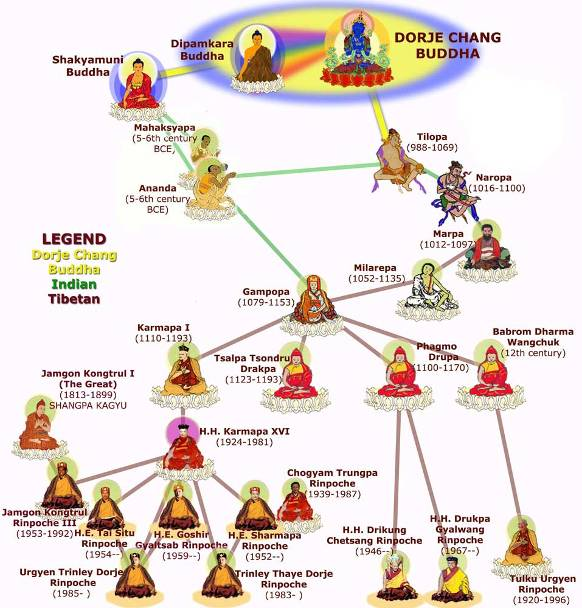 DORJE CHANG
BUDDHA
Dipamkara
Buddha
Shakyamuni
Buddha
Mahaksyapa
(5-6th century
BCE)
Tilopa
(988-1069)
Ananda
(5-6th century
BCE)
Naropa
(1016-1100)
Marpa
(1012-1097)
LEGEND
Dorje Chang
Buddha
Indian
Tibetan
Milarepa
(1052-1135)
Gampopa
(1079-1153)
Karmapa I
(1110-1193)
Tsalpa Tsondru
Drakpa
(1123-1193)
Phagmo
Drupa
(1100-1170)
Babrom Dharma
Wangchuk
(12th century)
Jamgon Kongtrul I
(The Great)
(1813-1899)
SHANGPA KAGYU
H.H. Karmapa XVI
(1924-1981)
Chogyam Trungpa
Rinpoche
(1939-1987)
Jamgon Kongtrul
Rinpoche III
(1953-1992)
H.E. Tai Situ
Rinpoche
(1954--)
H.E. Goshir
Gyaltsab Rinpoche
(1959--)
H.E. Sharmapa
Rinpoche
(1952--)
H.H. Drikung
Chetsang Rinpoche
(1946--)
H.H. Drukpa
Gyalwang
Rinpoche
(1967--)
Tulku Urgyen
Rinpoche
(1920-1996)
Urgyen Trinley Dorje
Rinpoche
(1985- )
Trinley Thaye Dorje
Rinpoche
(1983- )